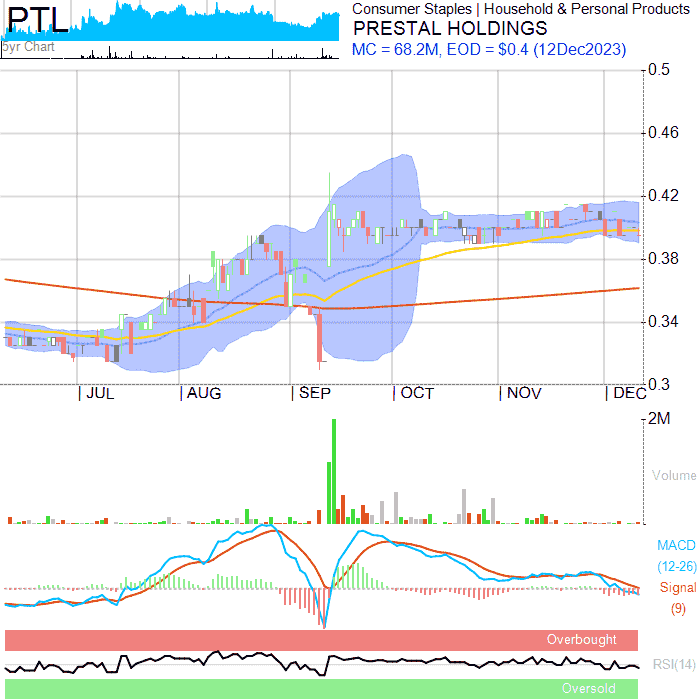 PTL
5yr Chart
Consumer Staples | Household & Personal Products
PRESTAL HOLDINGS
MC = 68.2M, EOD = $0.4 (12Dec2023)
0.5
0.46
0.42
0.38
0.34
0.3
| JUL | AUG | SEP | OCT | NOV | DEC
2M
Volume
MACD
(12-26)
Signal
(9)
Overbought
RSI(14)
Oversold